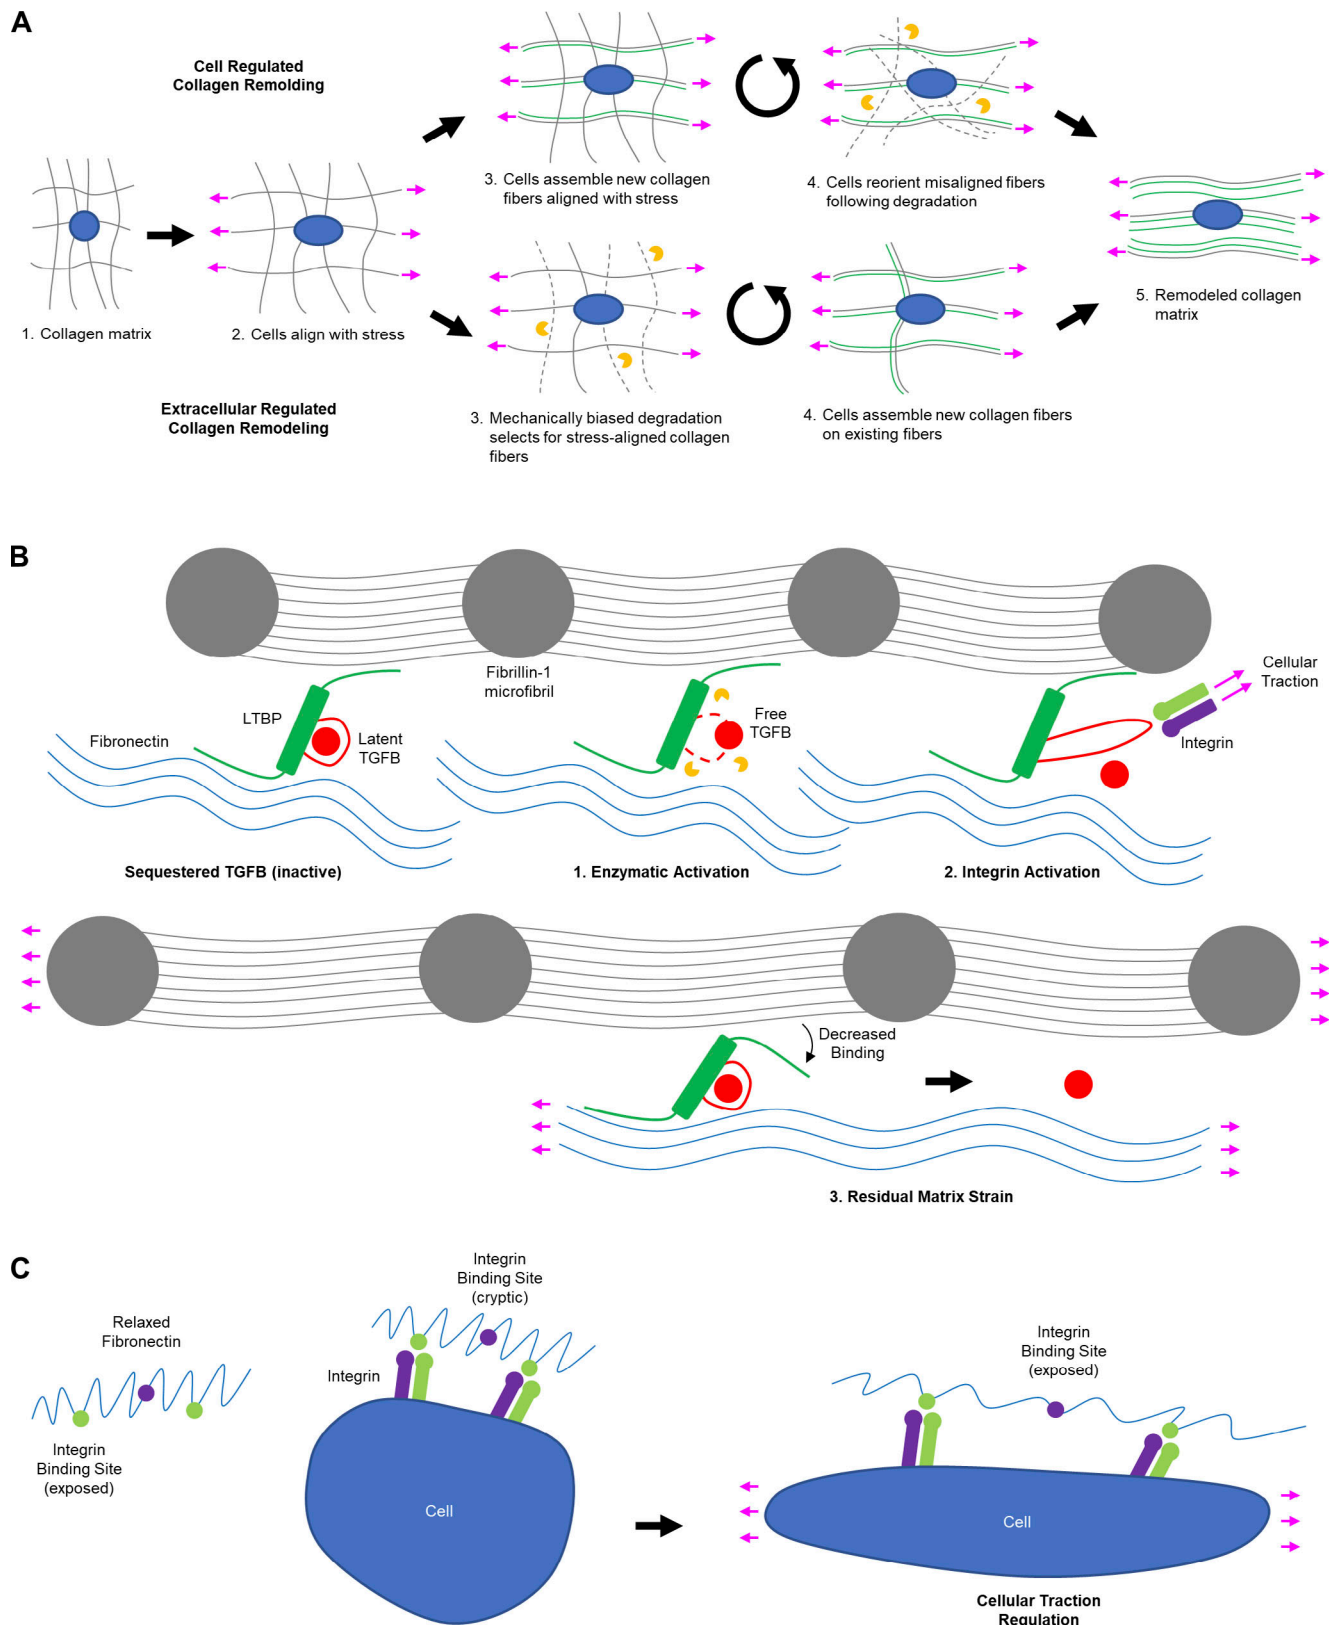 A
Cell Regulated
Collagen Remolding
1. Collagen matrix
2. Cells align with stress
3. Cells assemble new collagen
fibers aligned with stress
4. Cells reorient misaligned fibers
following degradation
Extracellular Regulated
Collagen Remodeling
3. Mechanically biased degradation
selects for stress-aligned collagen
fibers
4. Cells assemble new collagen fibers
on existing fibers
5. Remodeled collagen
matrix
B
Fibrillin-1
microfibril
LTBP
Fibronectin
Latent
TGFB
Free
TGFB
Cellular
Traction
Integrin
Sequestered TGFB (inactive)
1. Enzymatic Activation
2. Integrin Activation
Decreased
Binding
3. Residual Matrix Strain
C
Relaxed
Fibronectin
Integrin
Binding Site
(exposed)
Integrin
Binding Site
(cryptic)
Integrin
Cell
Integrin
Binding Site
(exposed)
Cell
Cellular Traction
Regulation